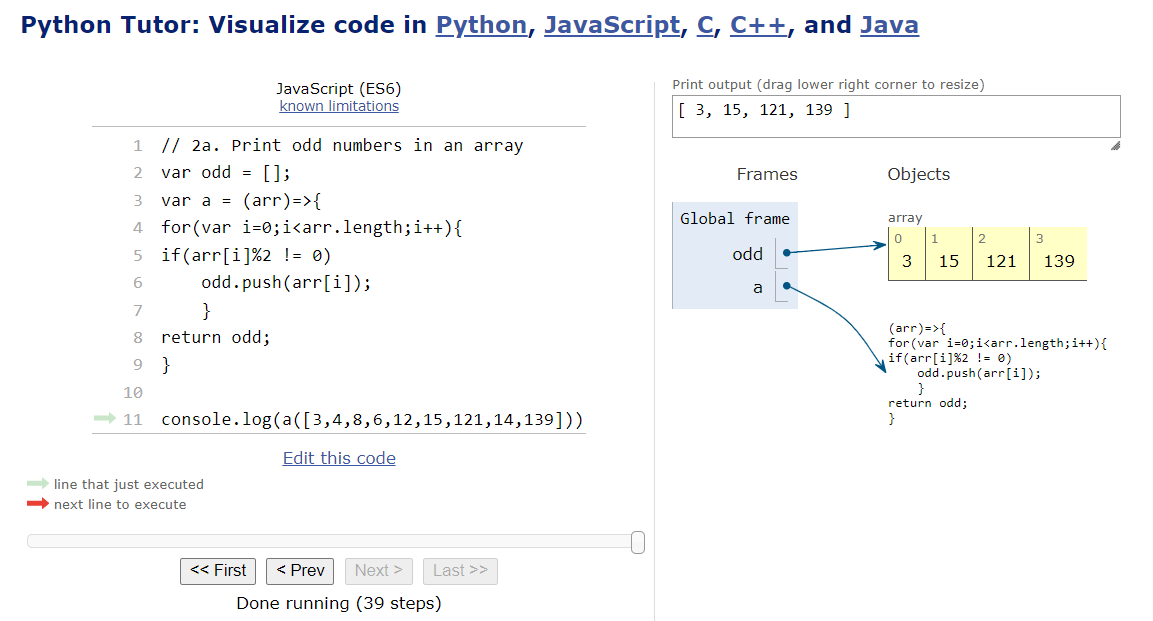 Python Tutor: Visualize code in Python, JavaScript, C, C++, and Java
JavaScript (ES6)
known limitations
1 // 2a. Print odd numbers in an array
2 var odd = [];
3 var a = (arr)=>{
4 for(var i=0;i<arr.length;i++){
5 if(arr[i]%2 != 0)
6     odd.push(arr[i]);
7     }
8 return odd;
9 }
10
11 console.log(a([3,4,8,6,12,15,121,14,139]))
Edit this code
line that just executed
next line to execute
<< First < Prev Next > Last >>
Done running (39 steps)
Print output (drag lower right corner to resize)
[ 3, 15, 121, 139 ]
Frames Objects
Global frame
odd
a
array
0 1 2 3
3 15 121 139
(arr)=>{
for(var i=0;i<arr.length;i++){
if(arr[i]%2 != 0)
    odd.push(arr[i]);
    }
return odd;
}